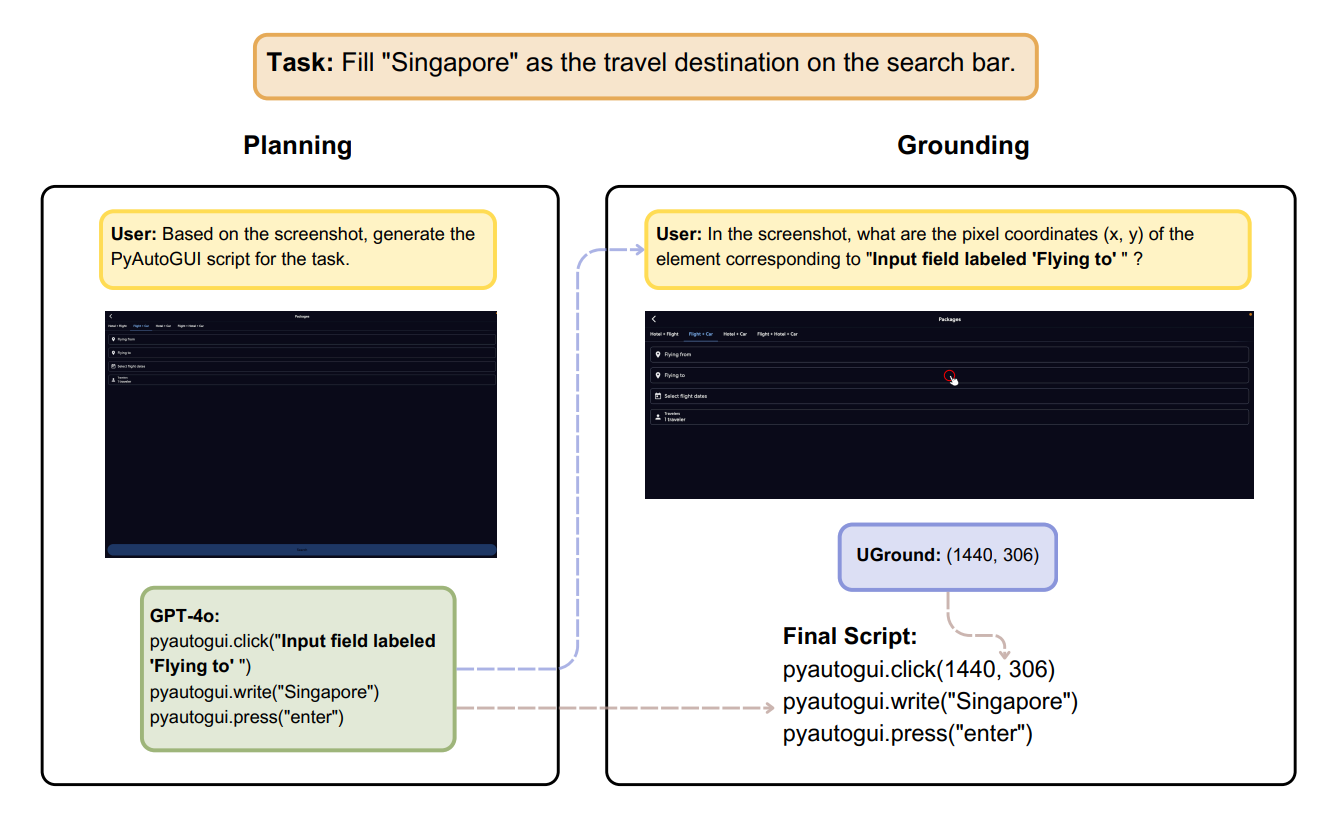 Task: Fill "Singapore" as the travel destination on the search bar.
Planning
User: Based on the screenshot, generate the
PyAutoGUI script for the task.
Packages
Hotel + Flight Flight + Car Hotel + Car Flight + Hotel + Car
Flying from
Flying to
Select flight dates
Travelers
1 traveler
GPT-4o:
pyautogui.click("Input field labeled
'Flying to' ")
pyautogui.write("Singapore")
pyautogui.press("enter")
Grounding
User: In the screenshot, what are the pixel coordinates (x, y) of the
element corresponding to "Input field labeled 'Flying to' " ?
Packages
Hotel + Flight Flight + Car Hotel + Car Flight + Hotel + Car
Flying from
Flying to
Select flight dates
Travelers
1 traveler
UGround: (1440, 306)
Final Script:
pyautogui.click(1440, 306)
pyautogui.write("Singapore")
pyautogui.press("enter")